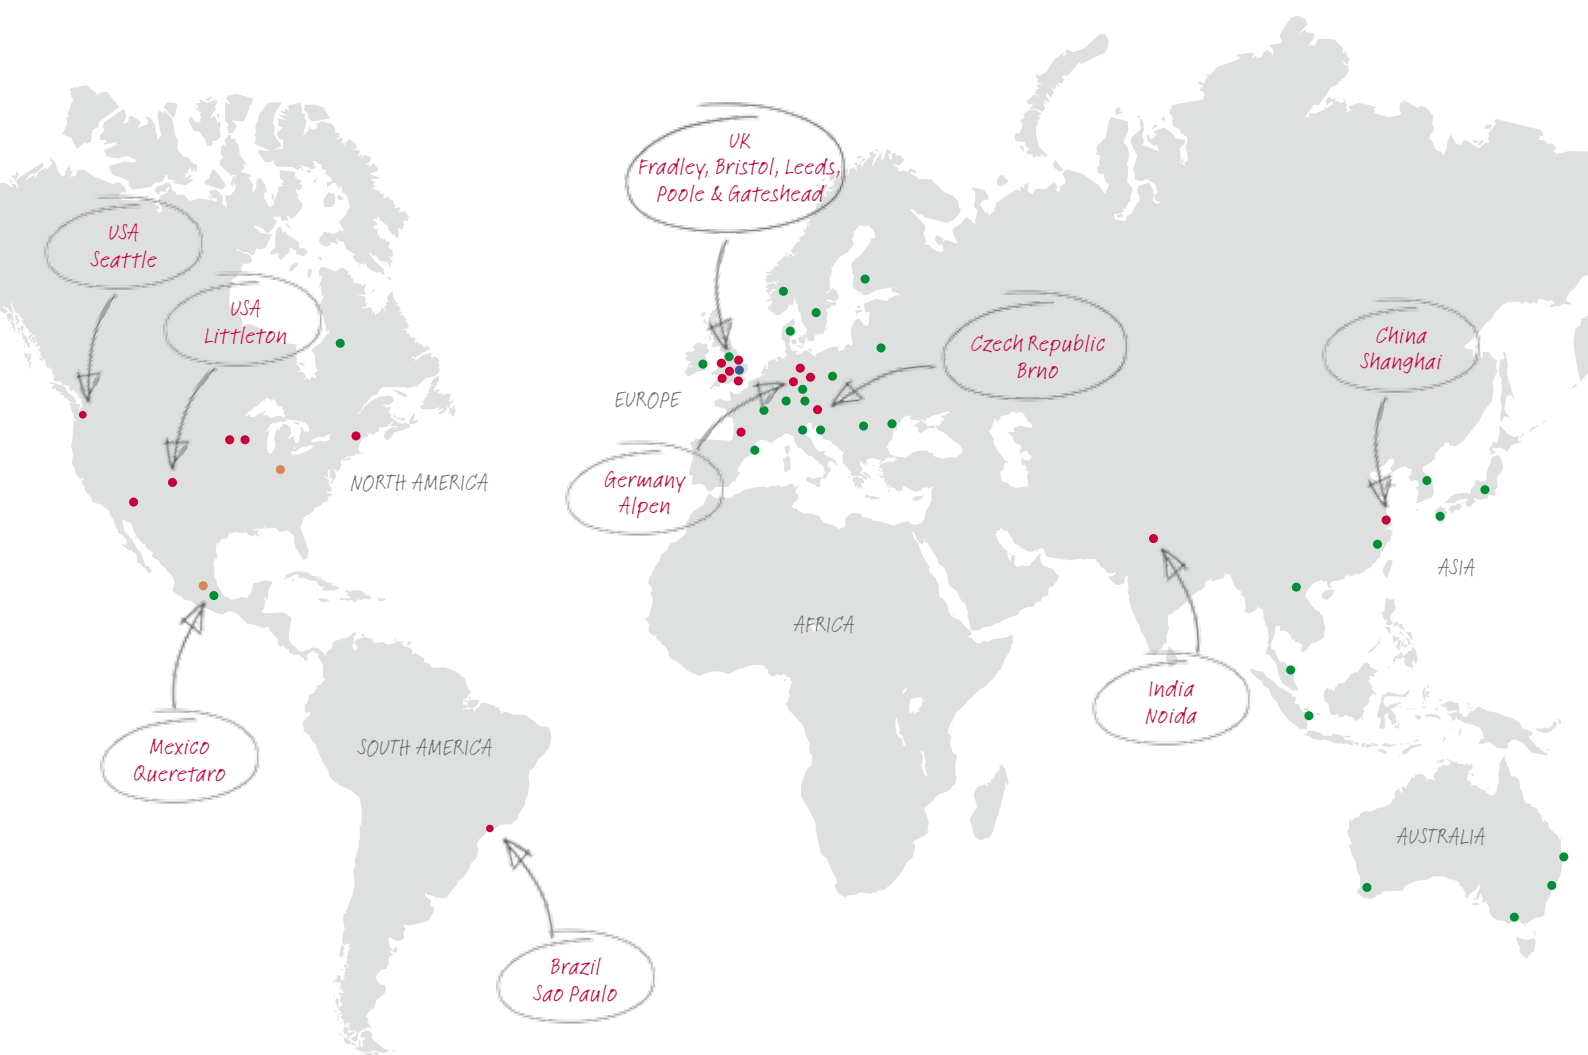 UK
Fradley, Bristol, Leeds,
Poole & Gateshead
USA
Seattle
USA
Littleton
Czech Republic
Brno
China
Shanghai
EUROPE
NORTH AMERICA
Germany
Alpen
ASIA
AFRICA
India
Noida
Mexico
Queretaro
SOUTH AMERICA
AUSTRALIA
Brazil
Sao Paulo